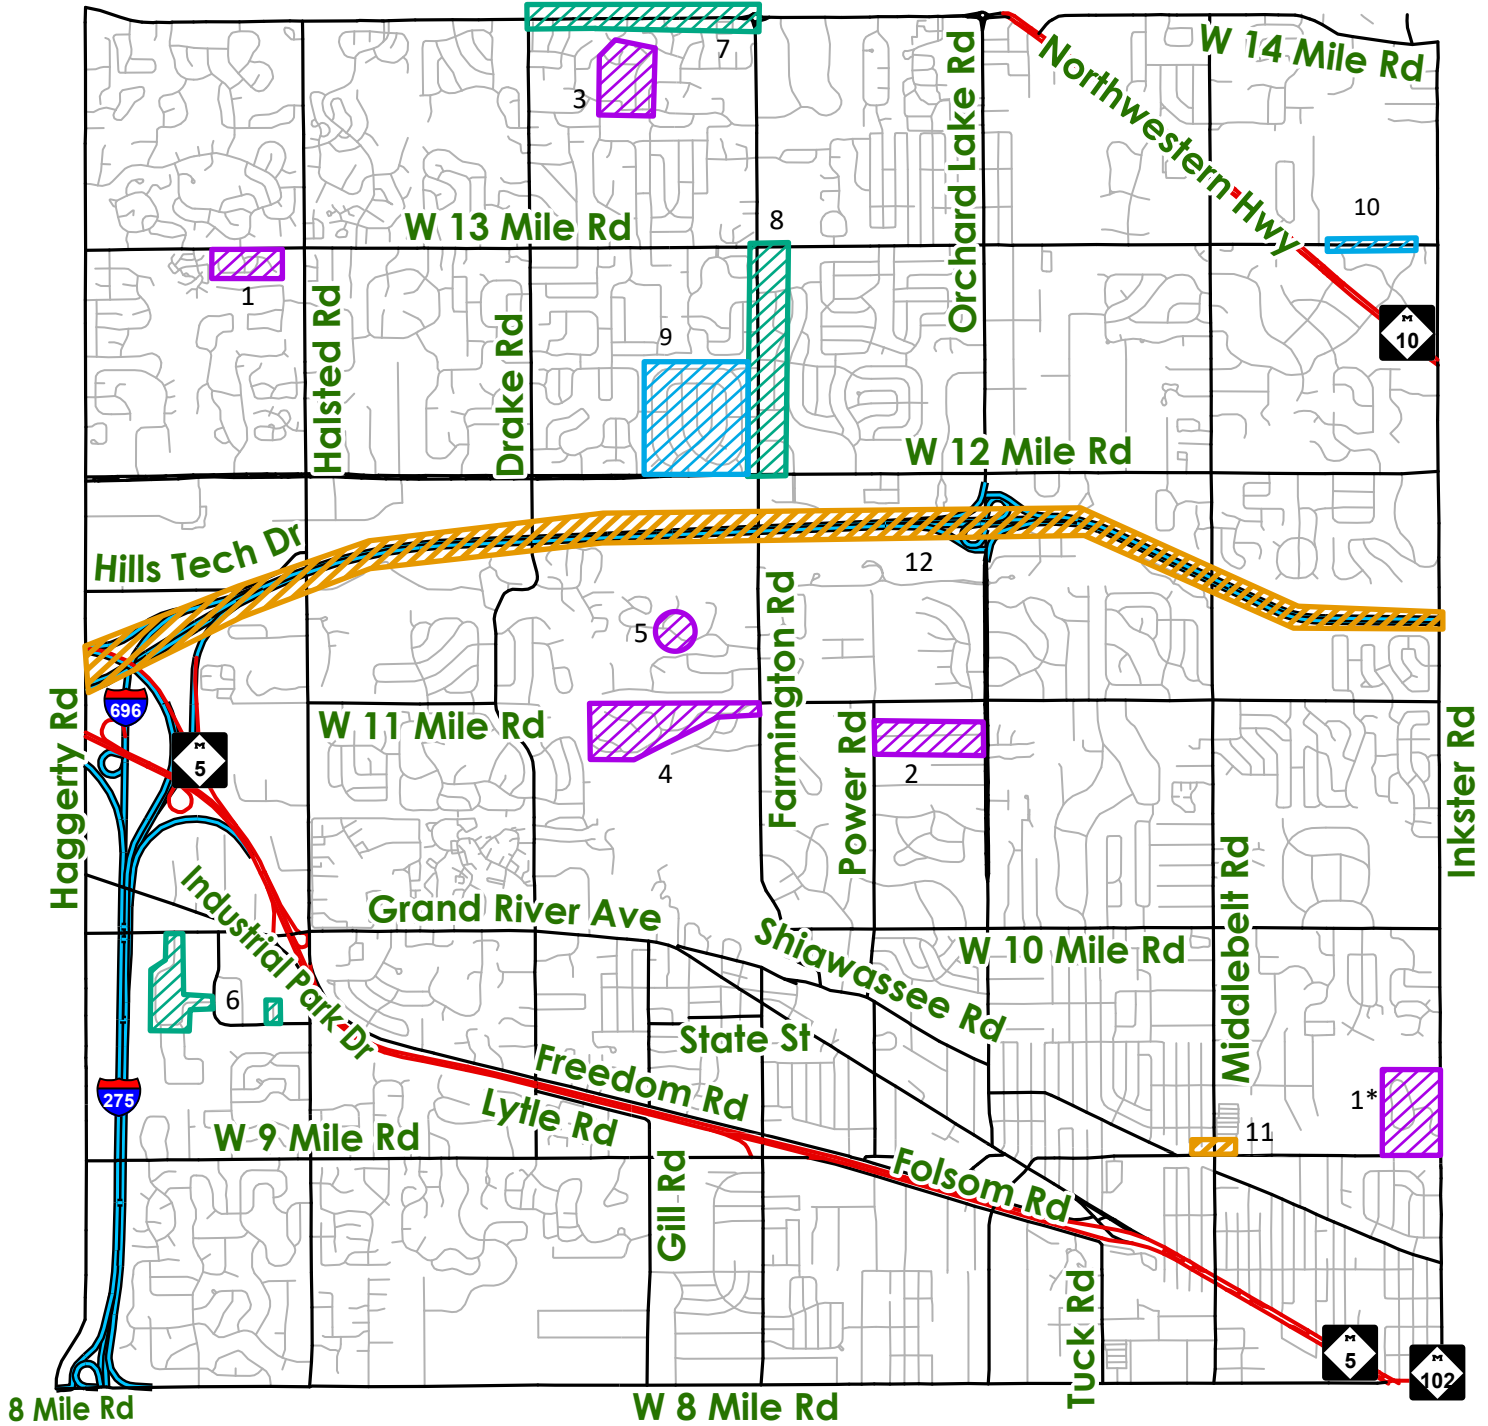 W 14 Mile Rd
7
3
Northwestern Hwy
Orchard Lake Rd
W 13 Mile Rd
8
10
1
Halsted Rd
Drake Rd
9
M
10
W 12 Mile Rd
Hills Tech Dr
12
5
Farmington Rd
Haggerty Rd
696
W 11 Mile Rd
M
5
4
Power Rd
2
Inkster Rd
Industrial Park Dr
Grand River Ave
Shiawassee Rd
W 10 Mile Rd
Middlebelt Rd
6
State St
Freedom Rd
Lytle Rd
275
W 9 Mile Rd
1*
11
Gill Rd
Folsom Rd
Tuck Rd
M
5
M
102
8 Mile Rd
W 8 Mile Rd